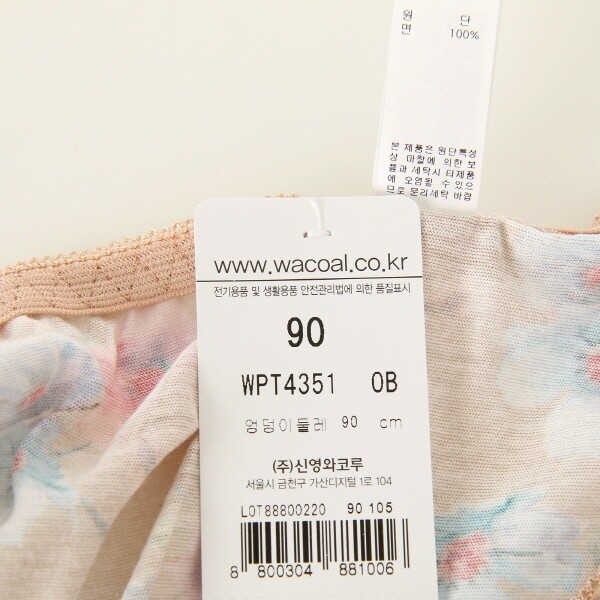 원 단
면 100%
본 제품은 원단특성
상 마찰에 의한 보
풀과 세탁시 타제품
에 오염될 수 있으
므로 분리세탁 바람
www.wacoal.co.kr
전기용품 및 생활용품 안전관리법에 의한 품질표시
90
WPT4351 OB
엉덩이둘레 90 cm
(주)신영와코루
서울시 금천구 가산디지털 1로 104
LOT88800220 90 105
8 800304 881006